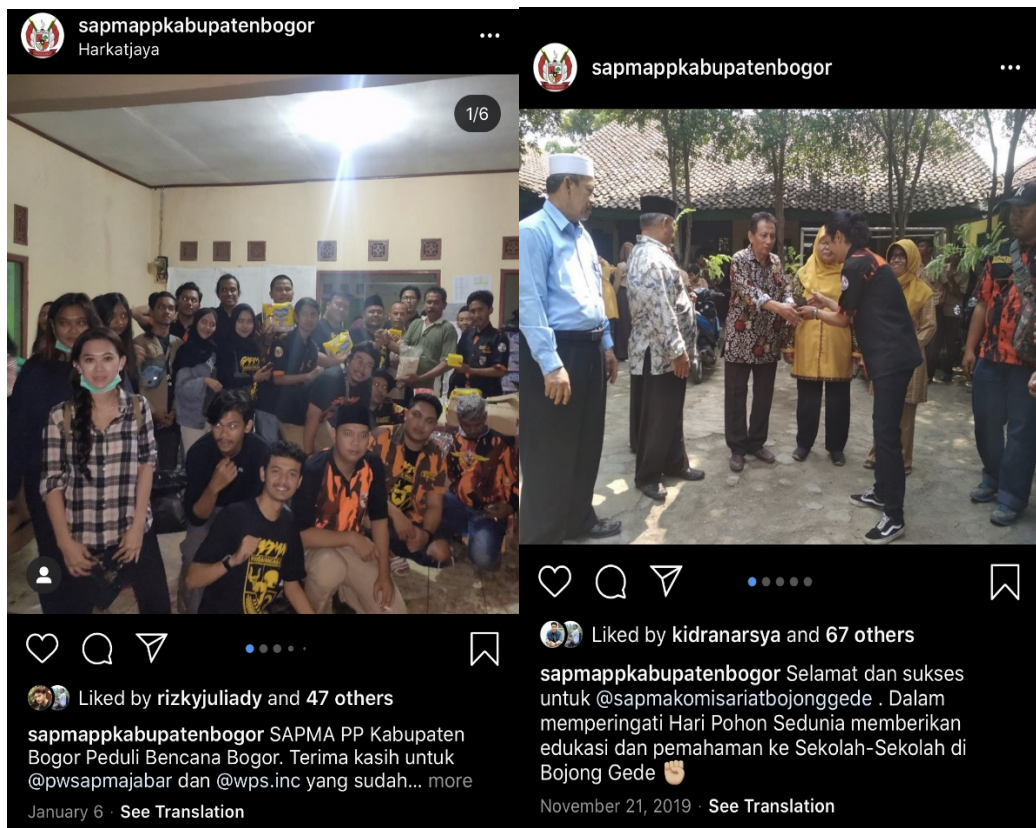 sapmappkabupatenbogor
Harkatjaya
1/6
Liked by rizkyjuliady and 47 others
sapmappkabupatenbogor SAPMA PP Kabupaten
Bogor Peduli Bencana Bogor. Terima kasih untuk
@pwsapmajabar dan @wps.inc yang sudah... more
January 6 · See Translation
sapmappkabupatenbogor
Liked by kidranarsya and 67 others
sapmappkabupatenbogor Selamat dan sukses
untuk @sapmakomisariatbojonggede . Dalam
memperingati Hari Pohon Sedunia memberikan
edukasi dan pemahaman ke Sekolah-Sekolah di
Bojong Gede ✊🏼
November 21, 2019 · See Translation